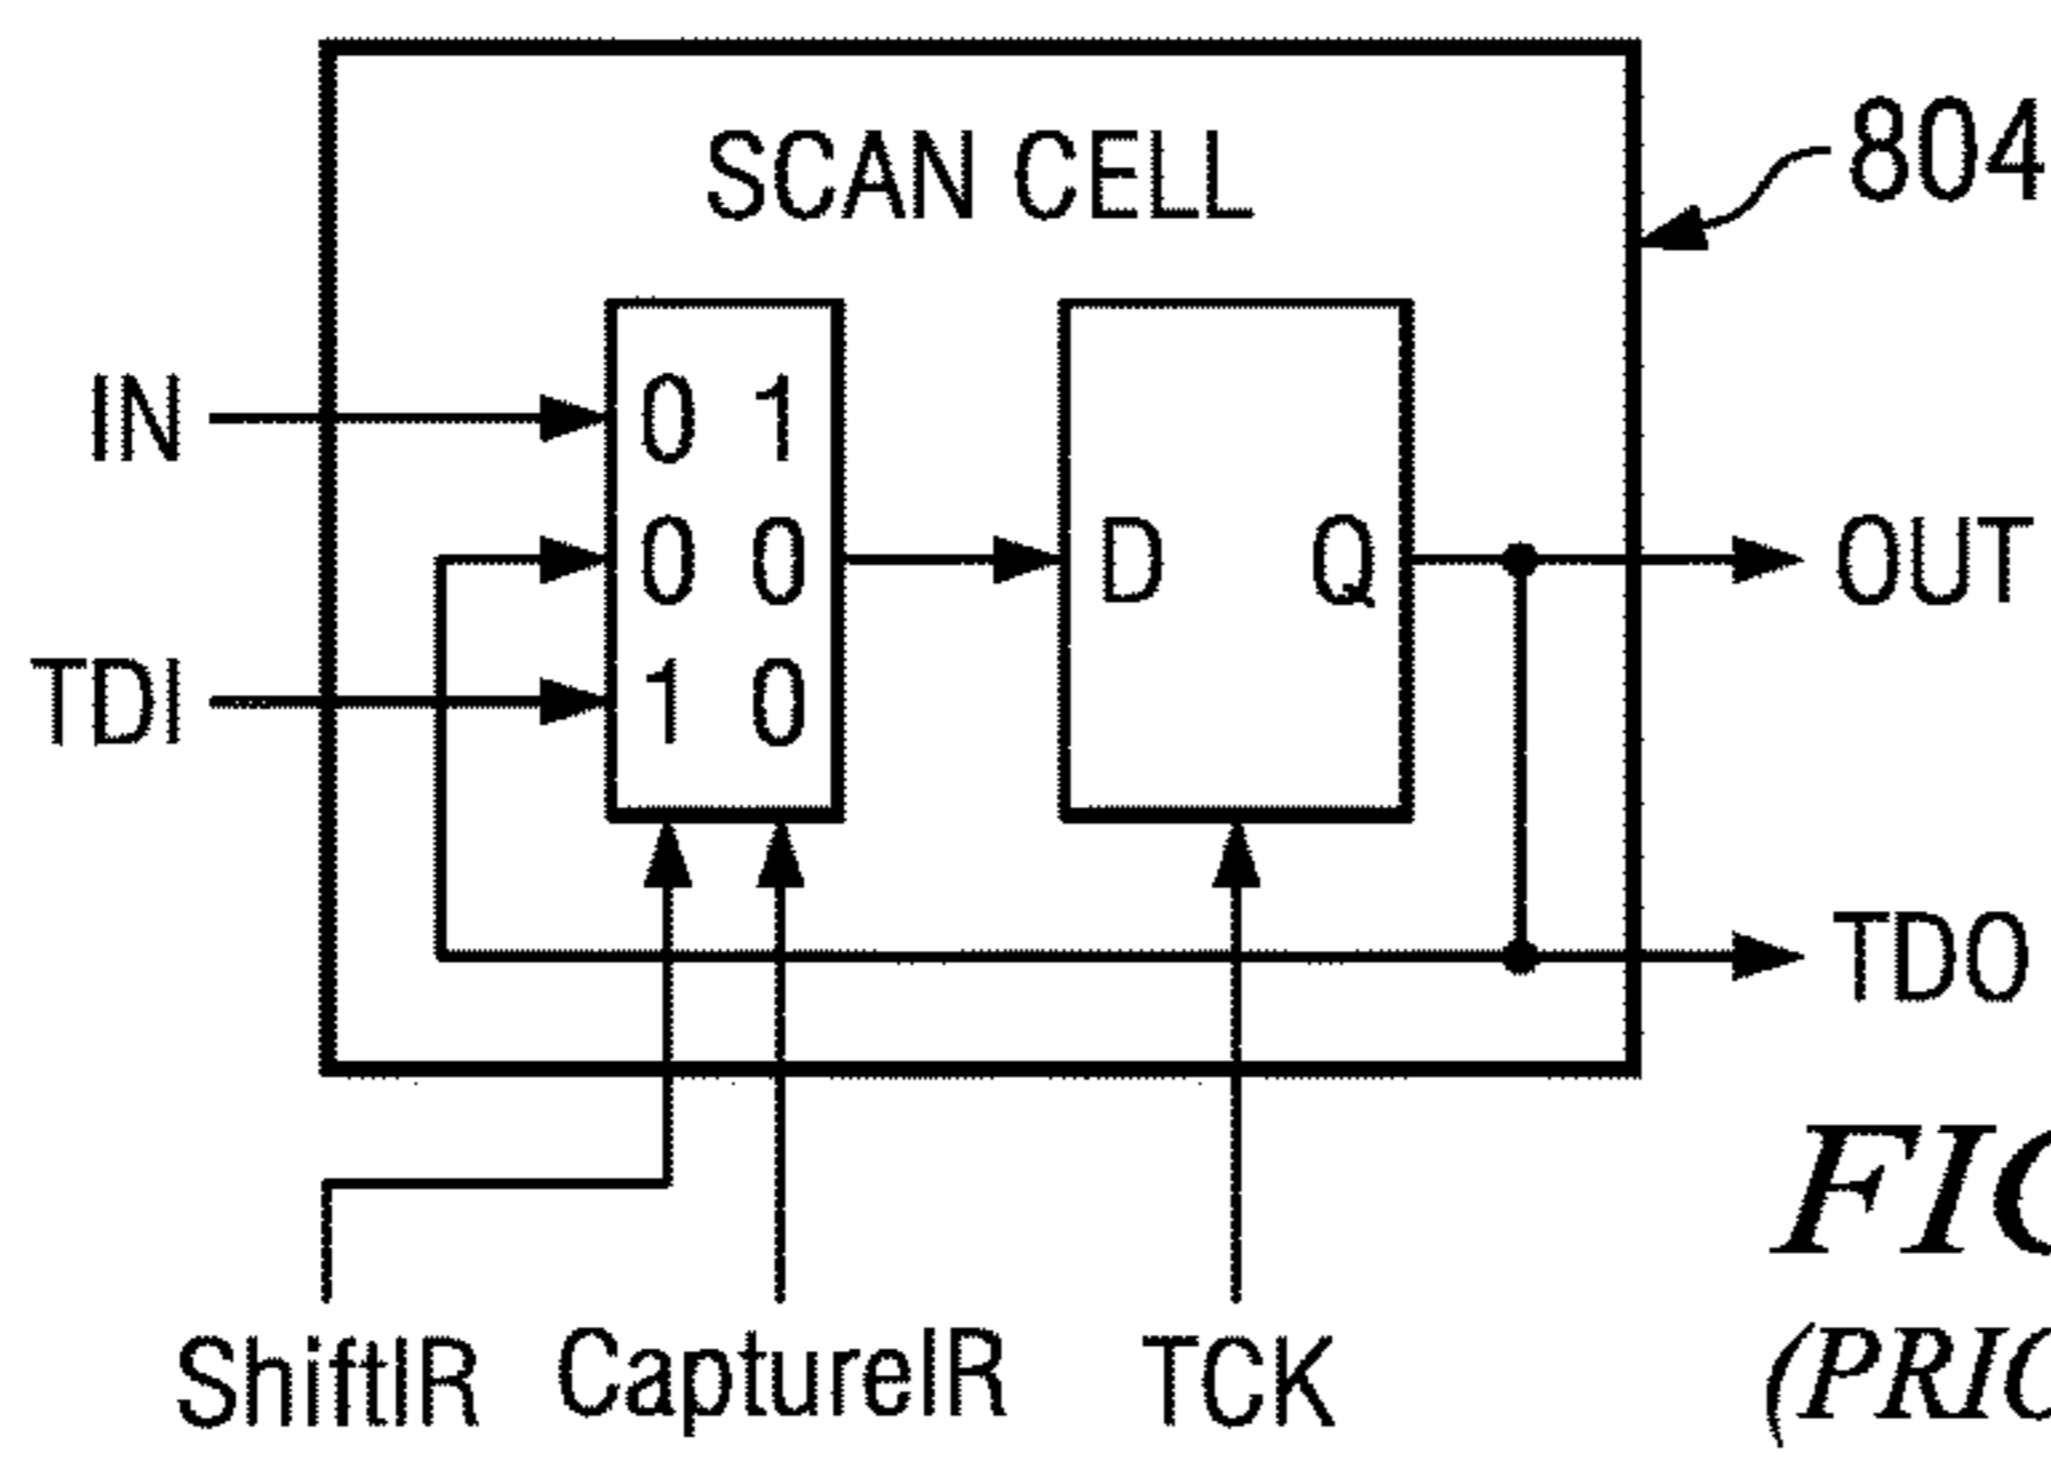 SCAN CELL
804
IN
0 1
0 0
1 0
D Q
OUT
TDI
TDO
ShiftIR CaptureIR TCK